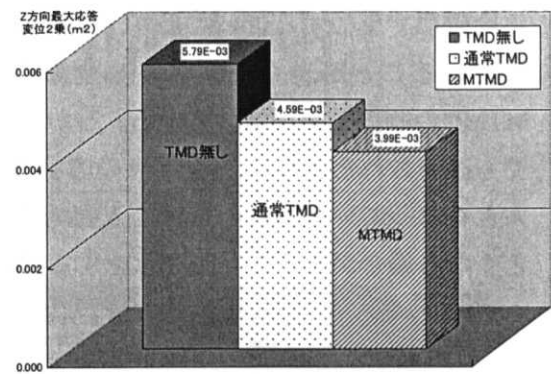 Z方向最大応答
変位2乗(m2)
TMD無し
通常TMD
MTMD
0.006
0.004
0.002
0.000
5.79E-03
4.59E-03
3.99E-03
TMD無し
通常TMD
MTMD